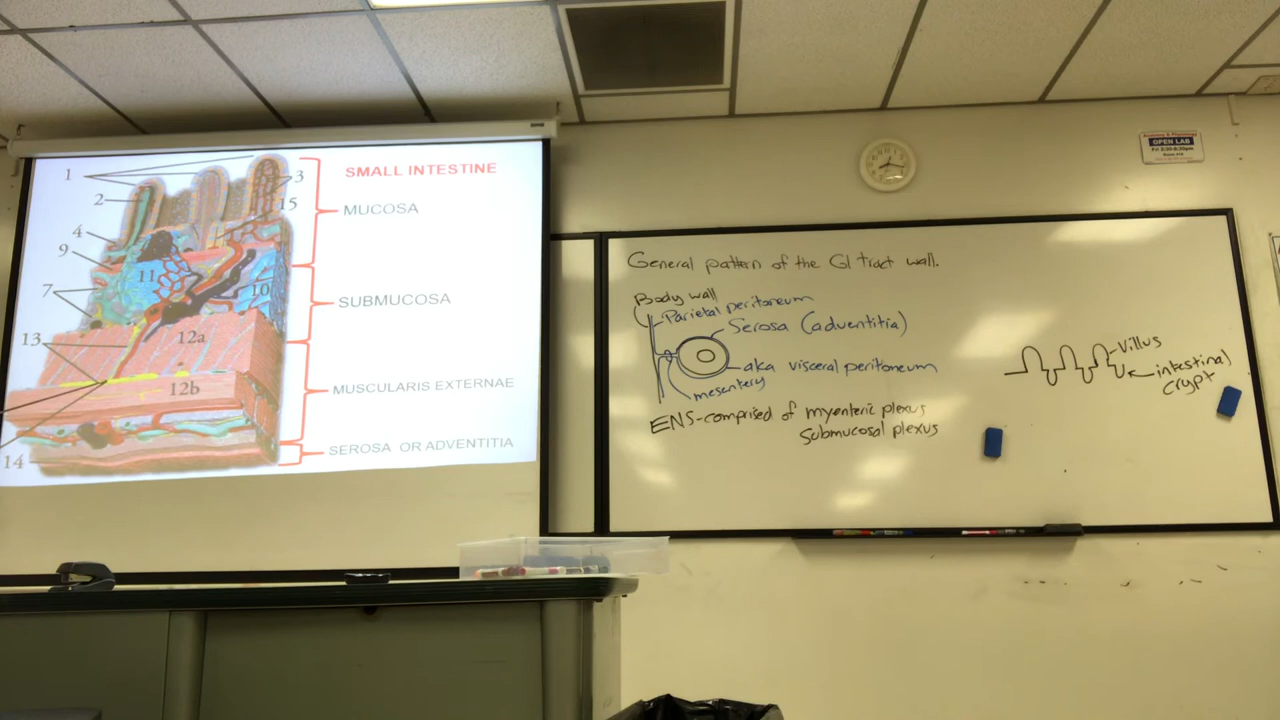 SMALL INTESTINE
MUCOSA
SUBMUCOSA
MUSCULARIS EXTERNAE
SEROSA OR ADVENTITIA
1
2
3
15
4
9
11
10
7
13
12a
12b
14
OPEN LAB
General pattern of the GI tract wall.
Body wall
Parietal peritoneum
Serosa (adventitia)
aka visceral peritoneum
mesentery
ENS-comprised of myenteric plexus
Submucosal plexus
Villus
intestinal
crypt